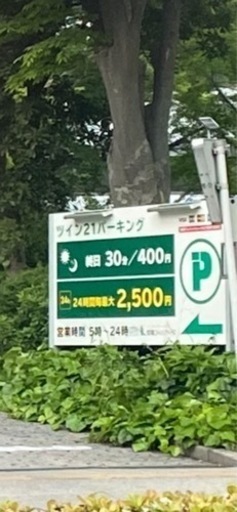 ツイン21パーキング
終日 30分/400円
P
24h 24時間毎最大 2,500円
営業時間 5時~24時